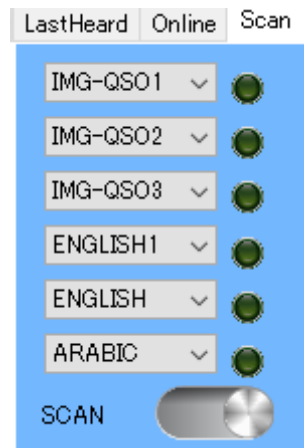 LastHeard Online Scan
IMG-QSO1
IMG-QSO2
IMG-QSO3
ENGLISH1
ENGLISH
ARABIC
SCAN